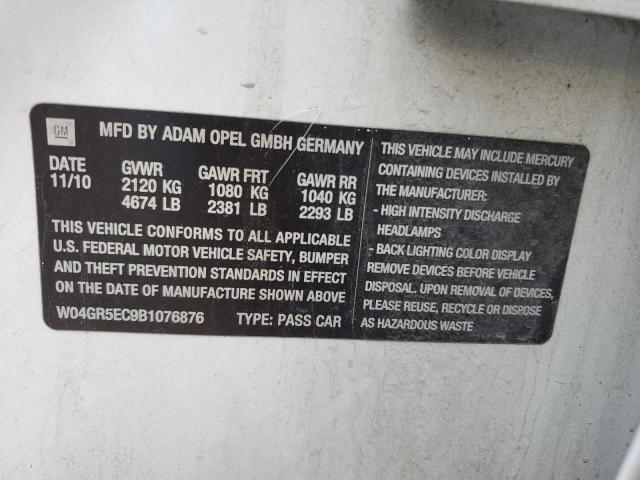 GM
MFD BY ADAM OPEL GMBH GERMANY
DATE GVWR GAWR FRT GAWR RR
11/10 2120 KG 1080 KG 1040 KG
4674 LB 2381 LB 2293 LB
THIS VEHICLE CONFORMS TO ALL APPLICABLE
U.S. FEDERAL MOTOR VEHICLE SAFETY, BUMPER
AND THEFT PREVENTION STANDARDS IN EFFECT
ON THE DATE OF MANUFACTURE SHOWN ABOVE
W04GR5EC9B1076876 TYPE: PASS CAR
THIS VEHICLE MAY INCLUDE MERCURY
CONTAINING DEVICES INSTALLED BY
THE MANUFACTURER:
- HIGH INTENSITY DISCHARGE
HEADLAMPS
- BACK LIGHTING COLOR DISPLAY
REMOVE DEVICES BEFORE VEHICLE
DISPOSAL. UPON REMOVAL OF DEVICES,
PLEASE REUSE, RECYCLE OR DISPOSE
AS HAZARDOUS WASTE